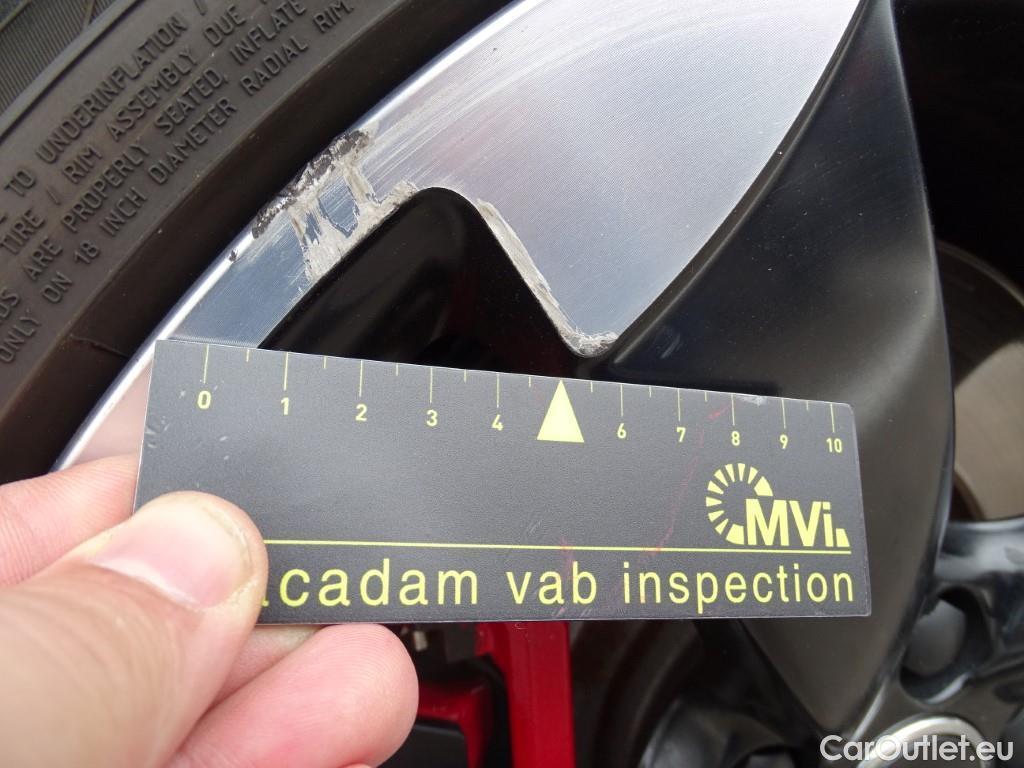 TO UNDERINFLATION /
TIRE / RIM ASSEMBLY DUE
ARE PROPERLY SEATED, INFLATE
ONLY ON 18 INCH DIAMETER RADIAL RIM.
0 1 2 3 4 6 7 8 9 10
MVi
cadam vab inspection
CarOutlet.eu